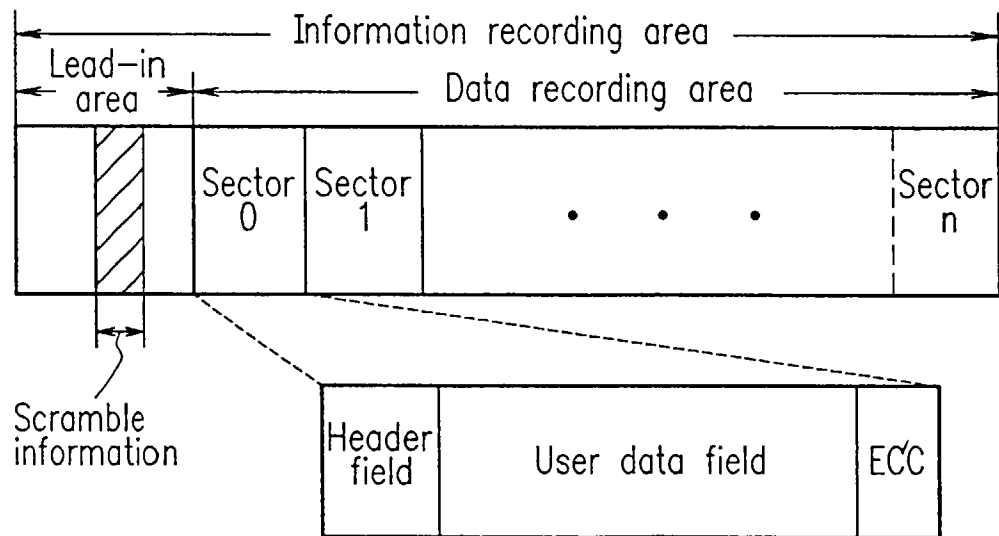 Information recording area
Lead-in
area
Data recording area
Sector
0
Sector
1
Sector
n
Scramble
information
Header
field
User data field
ECC